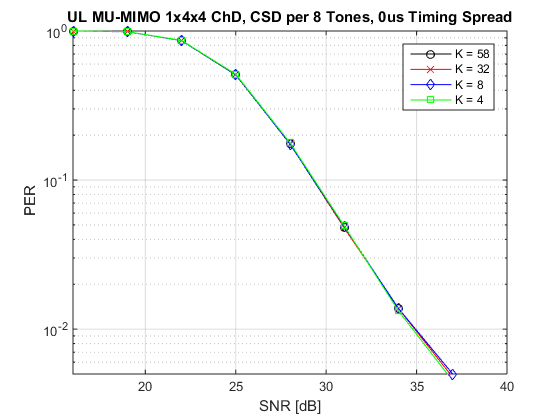 UL MU-MIMO 1x4x4 ChD, CSD per 8 Tones, 0us Timing Spread
10^0
K = 58
K = 32
K = 8
K = 4
10^-1
PER
10^-2
20 25 30 35 40
SNR [dB]